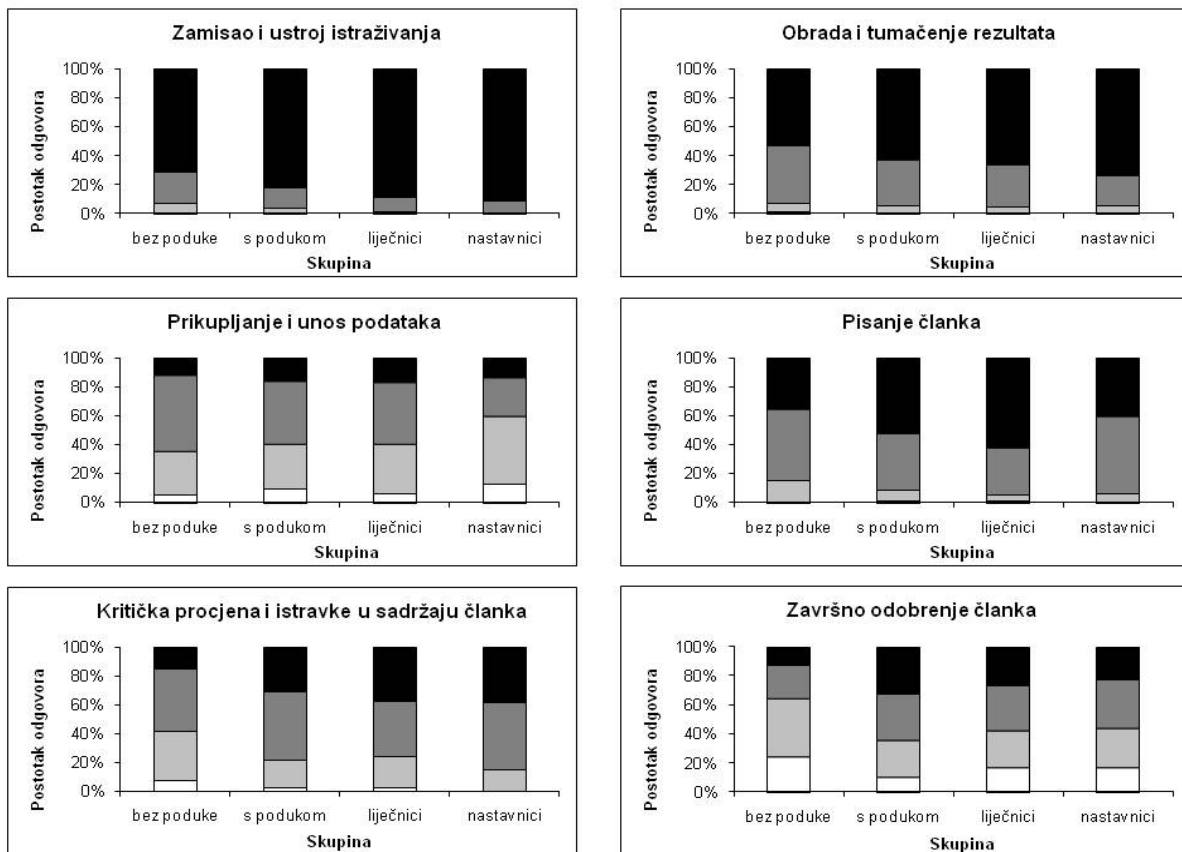 Zamisao i ustroj istraživanja
Postotak odgovora
100%
80%
60%
40%
20%
0%
bez poduke s podukom liječnici nastavnici
Skupina
Obrada i tumačenje rezultata
Postotak odgovora
100%
80%
60%
40%
20%
0%
bez poduke s podukom liječnici nastavnici
Skupina
Prikupljanje i unos podataka
Postotak odgovora
100%
80%
60%
40%
20%
0%
bez poduke s podukom liječnici nastavnici
Skupina
Pisanje članka
Postotak odgovora
100%
80%
60%
40%
20%
0%
bez poduke s podukom liječnici nastavnici
Skupina
Kritička procjena i istravke u sadržaju članka
Postotak odgovora
100%
80%
60%
40%
20%
0%
bez poduke s podukom liječnici nastavnici
Skupina
Završno odobrenje članka
Postotak odgovora
100%
80%
60%
40%
20%
0%
bez poduke s podukom liječnici nastavnici
Skupina